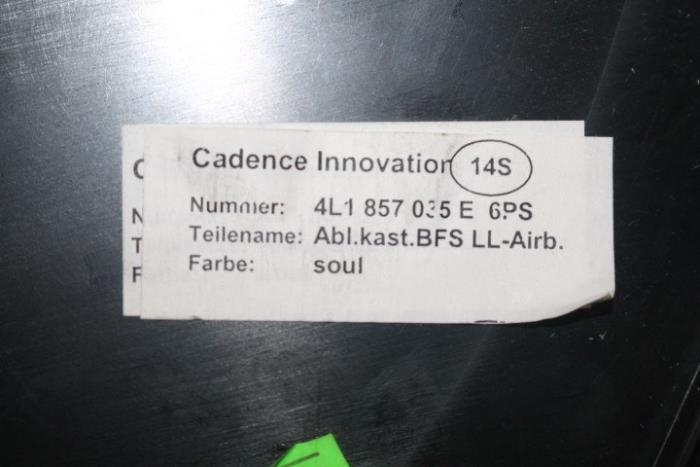 Cadence Innovation 14S
Nummer: 4L1 857 035 E 6PS
Teilename: Abl.kast.BFS LL-Airb.
Farbe: soul
C
N
T
F